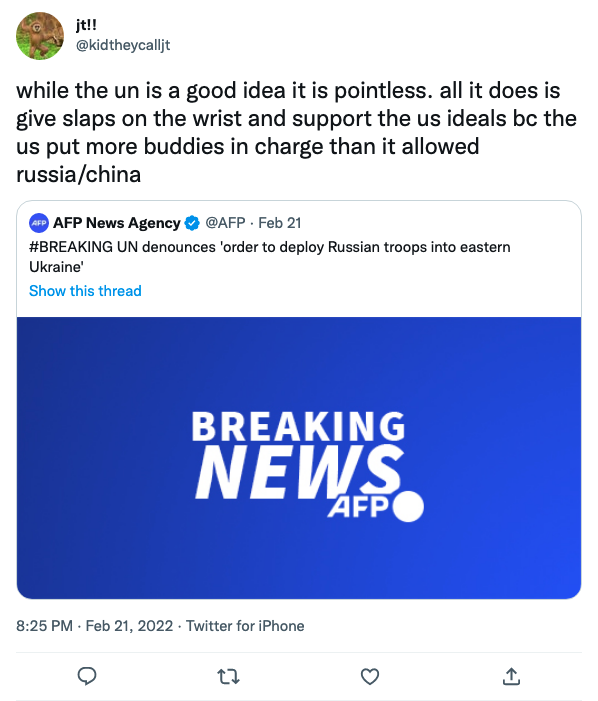 jt!!
@kidtheycalljt
while the un is a good idea it is pointless. all it does is
give slaps on the wrist and support the us ideals bc the
us put more buddies in charge than it allowed
russia/china
AFP AFP News Agency @AFP · Feb 21
#BREAKING UN denounces 'order to deploy Russian troops into eastern
Ukraine'
Show this thread
BREAKING
NEWS
AFP
8:25 PM · Feb 21, 2022 · Twitter for iPhone